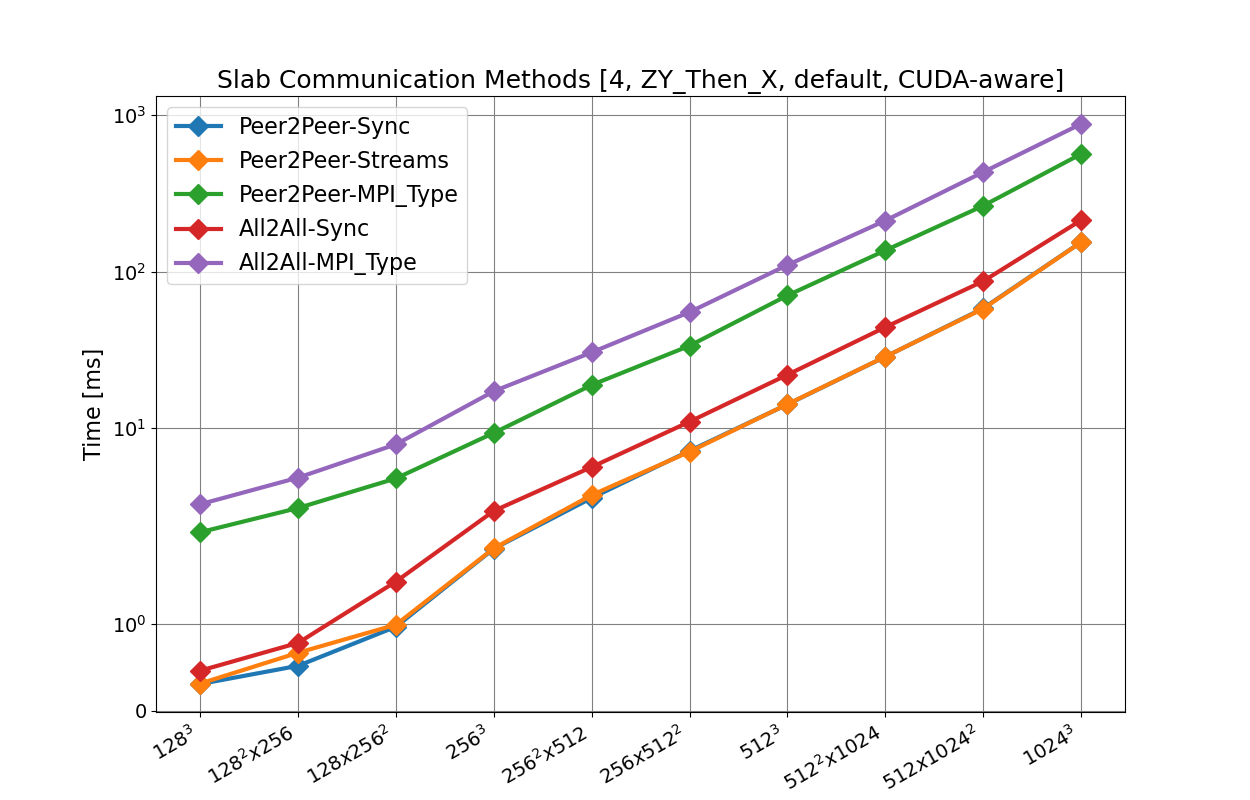 Slab Communication Methods [4, ZY_Then_X, default, CUDA-aware]
Peer2Peer-Sync
Peer2Peer-Streams
Peer2Peer-MPI_Type
All2All-Sync
All2All-MPI_Type
Time [ms]
10³
10²
10¹
10⁰
0
128³
128²x256
128x256²
256³
256²x512
256x512²
512³
512²x1024
512x1024²
1024³